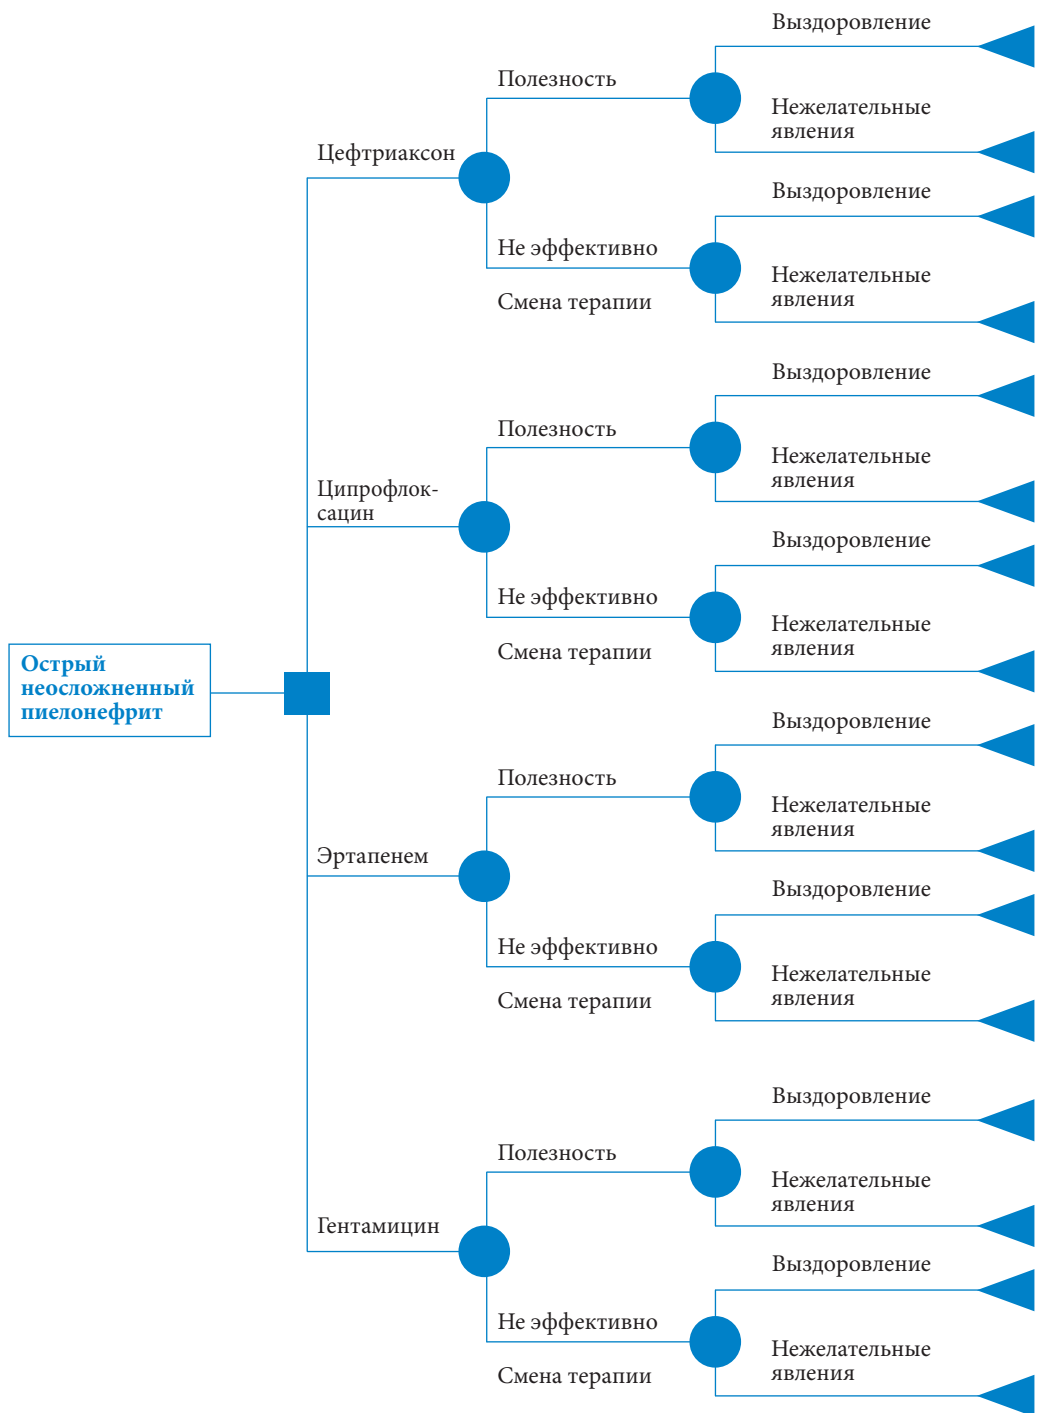 Выздоровление
Полезность
Нежелательные
явления
Цефтриаксон
Выздоровление
Не эффективно
Нежелательные
явления
Смена терапии
Выздоровление
Полезность
Нежелательные
явления
Ципрофлок-
сацин
Выздоровление
Не эффективно
Нежелательные
явления
Смена терапии
Острый
неосложненный
пиелонефрит
Выздоровление
Полезность
Нежелательные
явления
Эртапенем
Выздоровление
Не эффективно
Нежелательные
явления
Смена терапии
Выздоровление
Полезность
Нежелательные
явления
Гентамицин
Выздоровление
Не эффективно
Нежелательные
явления
Смена терапии